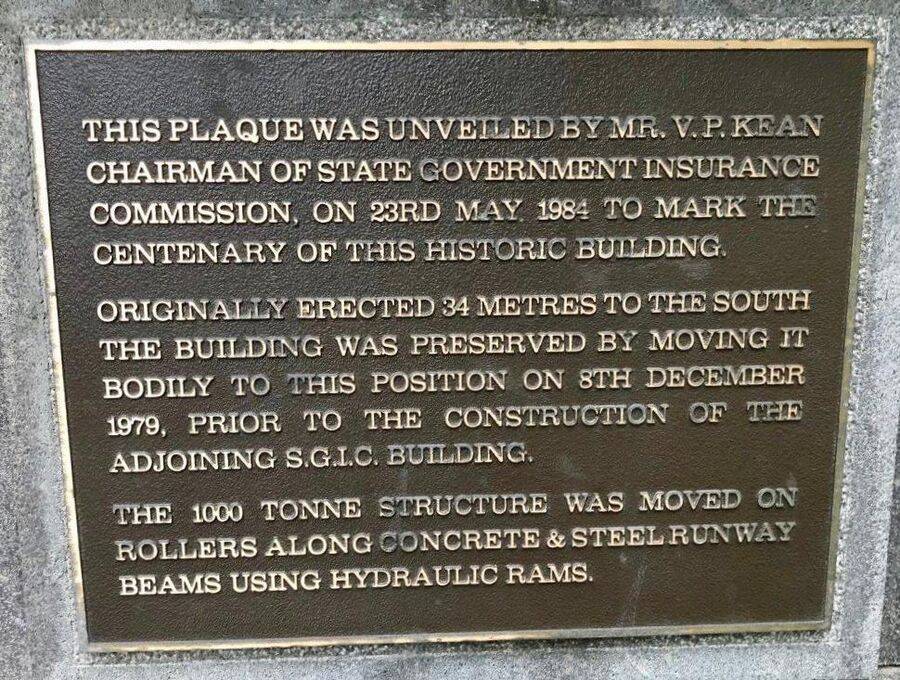 THIS PLAQUE WAS UNVEILED BY MR. V. P. KEAN
CHAIRMAN OF STATE GOVERNMENT INSURANCE
COMMISSION, ON 23RD MAY 1984 TO MARK THE
CENTENARY OF THIS HISTORIC BUILDING.
ORIGINALLY ERECTED 34 METRES TO THE SOUTH
THE BUILDING WAS PRESERVED BY MOVING IT
BODILY TO THIS POSITION ON 8TH DECEMBER
1979, PRIOR TO THE CONSTRUCTION OF THE
ADJOINING S.G.I.C. BUILDING.
THE 1000 TONNE STRUCTURE WAS MOVED ON
ROLLERS ALONG CONCRETE & STEEL RUNWAY
BEAMS USING HYDRAULIC RAMS.